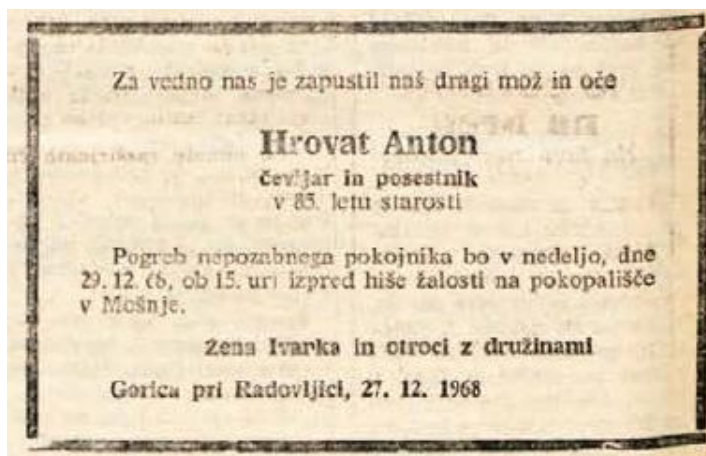 Za vedno nas je zapustil naš dragi mož in oče
Hrovat Anton
čevljar in posestnik
v 85. letu starosti
Pogreb nepozabnega pokojnika bo v nedeljo, dne
29. 12. ob 15. uri izpred hiše žalosti na pokopališče
v Mošnje.
Žena Ivanka in otroci z družinami
Gorica pri Radovljici, 27. 12. 1968